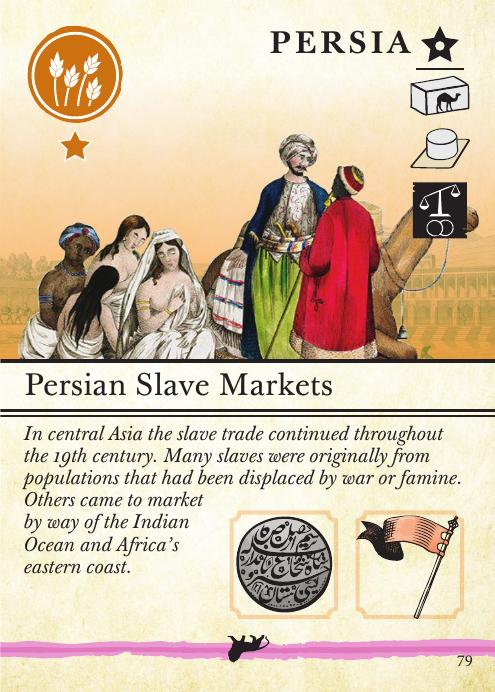 PERSIA
Persian Slave Markets
In central Asia the slave trade continued throughout
the 19th century. Many slaves were originally from
populations that had been displaced by war or famine.
Others came to market
by way of the Indian
Ocean and Africa's
eastern coast.
79